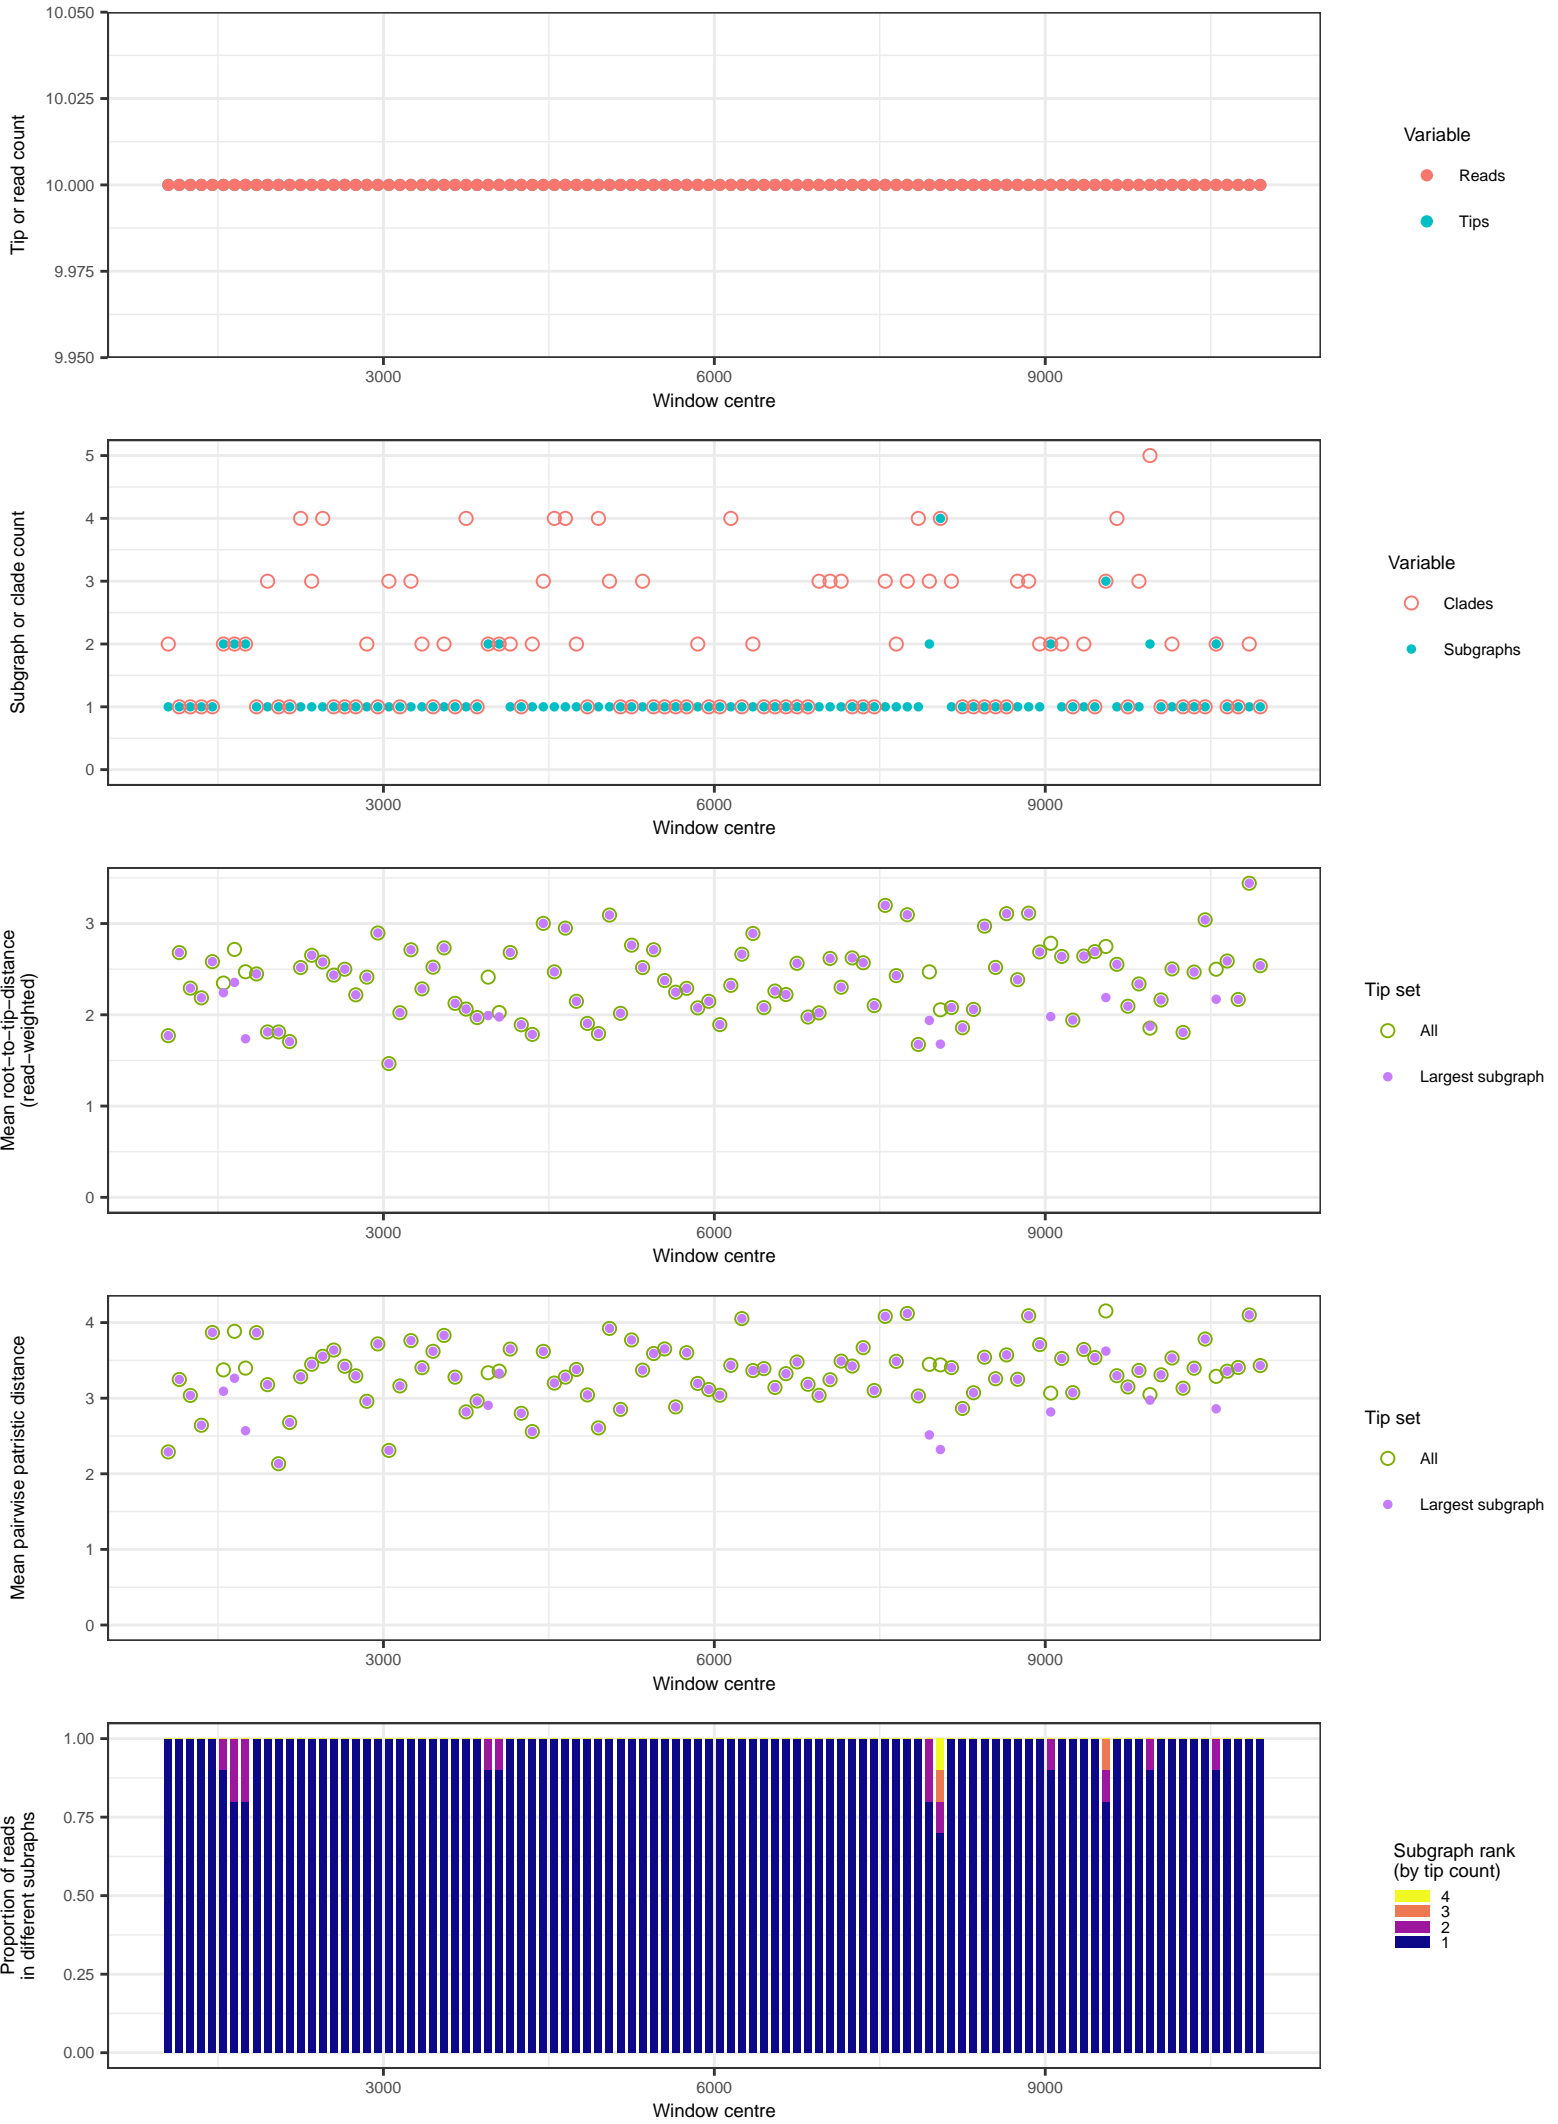 10.050
10.025
10.000
9.975
9.950
Tip or read count
3000
6000
9000
Window centre
Variable
Reads
Tips
5
4
3
2
1
0
Subgraph or clade count
3000
6000
9000
Window centre
Variable
Clades
Subgraphs
3
2
1
0
Mean root−to−tip−distance
(read−weighted)
3000
6000
9000
Window centre
Tip set
All
Largest subgraph
4
3
2
1
0
Mean pairwise patristic distance
3000
6000
9000
Window centre
Tip set
All
Largest subgraph
1.00
0.75
0.50
0.25
0.00
Proportion of reads
in different subraphs
3000
6000
9000
Window centre
Subgraph rank
(by tip count)
4
3
2
1